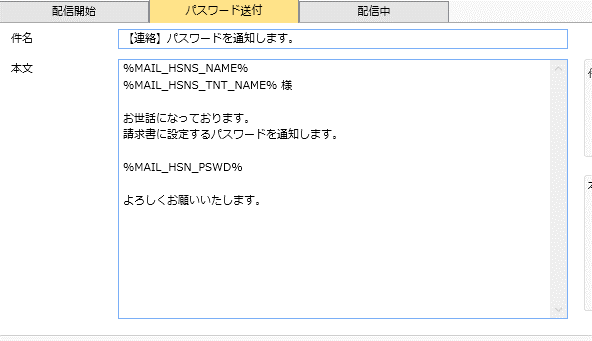 配信開始
パスワード送付
配信中
件名
【連絡】パスワードを通知します。
本文
%MAIL_HSNS_NAME%
%MAIL_HSNS_TNT_NAME% 様
お世話になっております。
請求書に設定するパスワードを通知します。
%MAIL_HSN_PSWD%
よろしくお願いいたします。